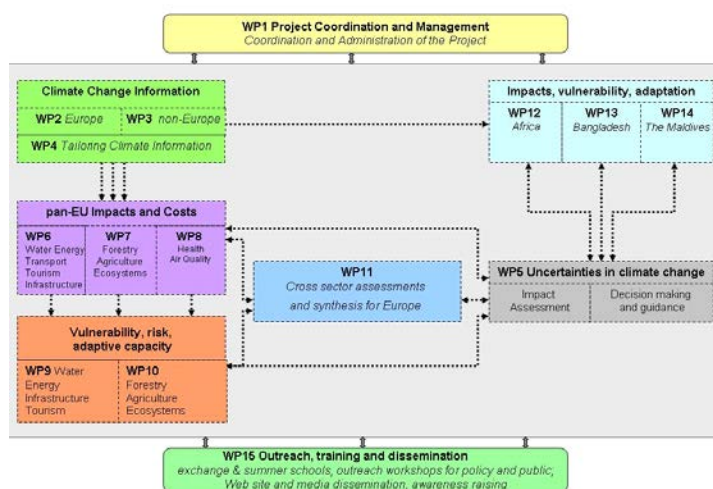 WP1 Project Coordination and Management
Coordination and Administration of the Project
Climate Change Information
WP2 Europe
WP3 non-Europe
WP4 Tailoring Climate Information
Impacts, vulnerability, adaptation
WP12
Africa
WP13
Bangladesh
WP14
The Maldives
pan-EU Impacts and Costs
WP6
Water Energy
Transport
Tourism
Infrastructure
WP7
Forestry
Agriculture
Ecosystems
WP8
Health
Air Quality
WP11
Cross sector assessments
and synthesis for Europe
WP5 Uncertainties in climate change
Impact
Assessment
Decision making
and guidance
Vulnerability, risk,
adaptive capacity
WP9 Water
Energy
Infrastructure
Tourism
WP10
Forestry
Agriculture
Ecosystems
WP15 Outreach, training and dissemination
exchange & summer schools, outreach workshops for policy and public;
Web site and media dissemination, awareness raising